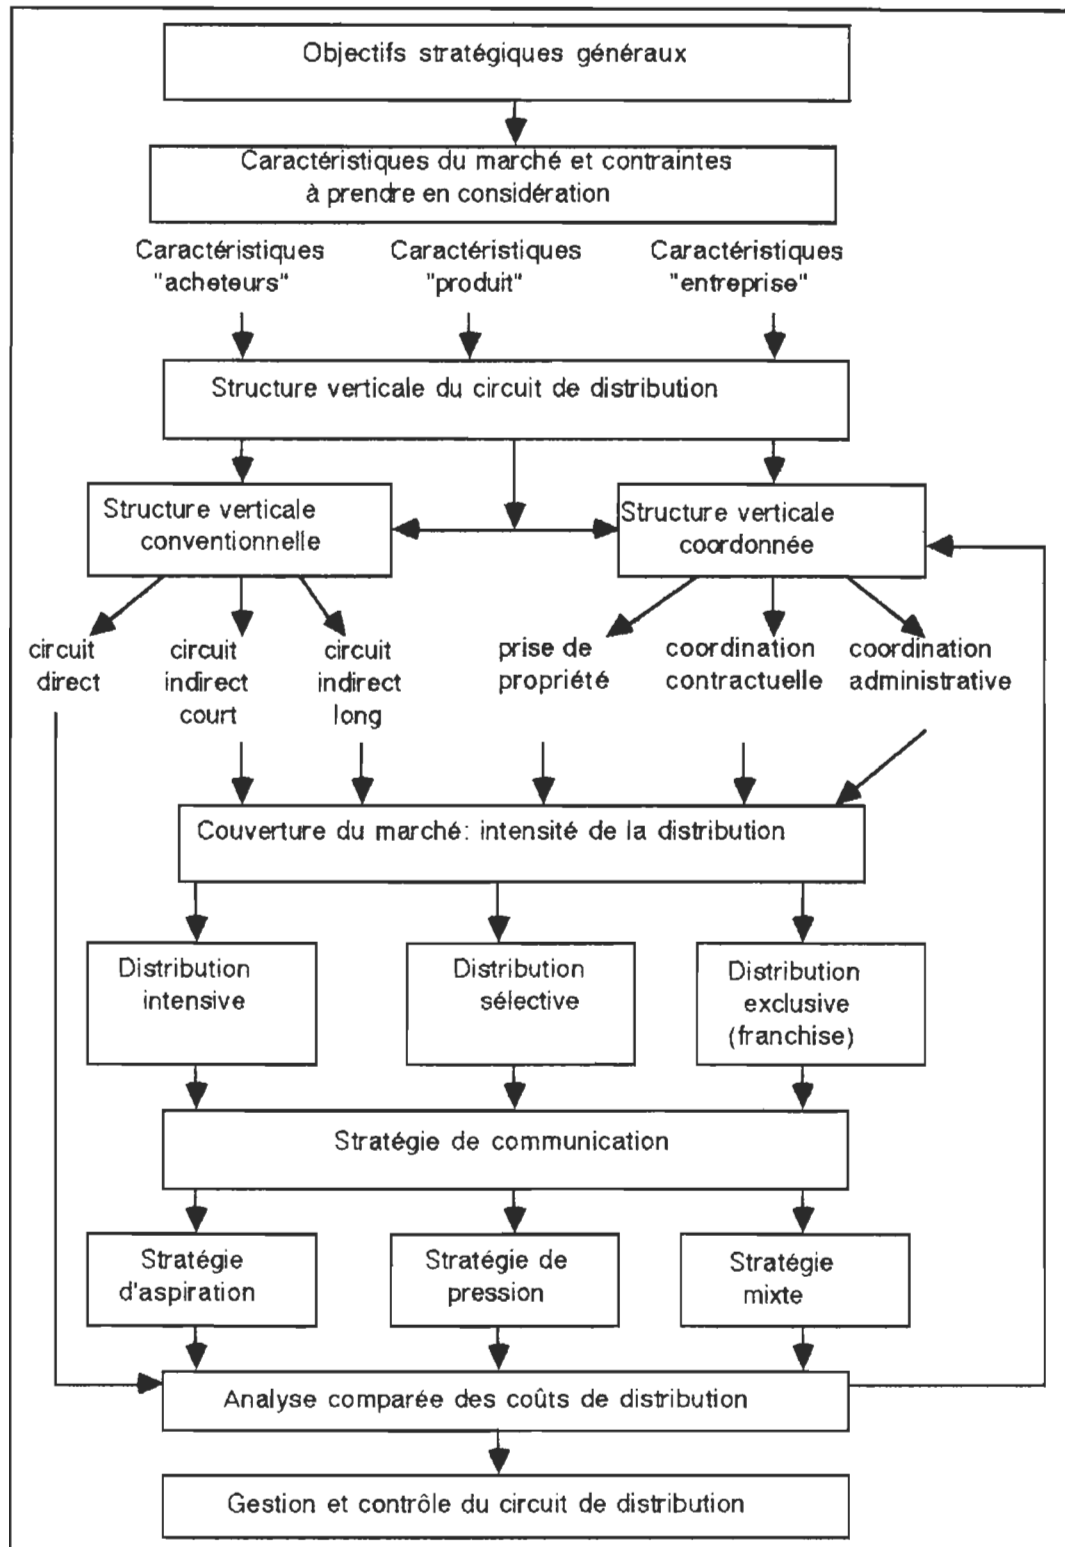 Objectifs stratégiques généraux
Caractéristiques du marché et contraintes
à prendre en considération
Caractéristiques
"acheteurs"
Caractéristiques
"produit"
Caractéristiques
"entreprise"
Structure verticale du circuit de distribution
Structure verticale
conventionnelle
Structure verticale
coordonnée
circuit
direct
circuit
indirect
court
circuit
indirect
long
prise de
propriété
coordination
contractuelle
coordination
administrative
Couverture du marché: intensité de la distribution
Distribution
intensive
Distribution
sélective
Distribution
exclusive
(franchise)
Stratégie de communication
Stratégie
d'aspiration
Stratégie de
pression
Stratégie
mixte
Analyse comparée des coûts de distribution
Gestion et contrôle du circuit de distribution